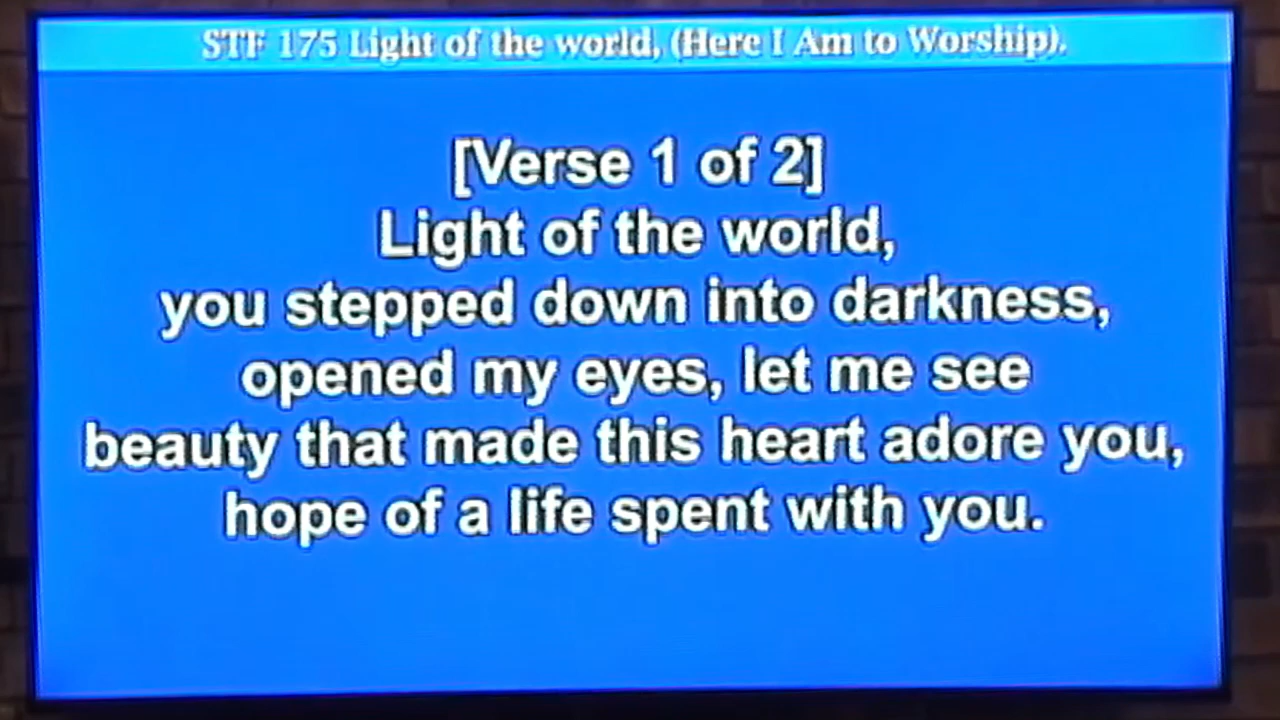 STF 175 Light of the world, (Here I Am to Worship).
[Verse 1 of 2]
Light of the world,
you stepped down into darkness,
opened my eyes, let me see
beauty that made this heart adore you,
hope of a life spent with you.